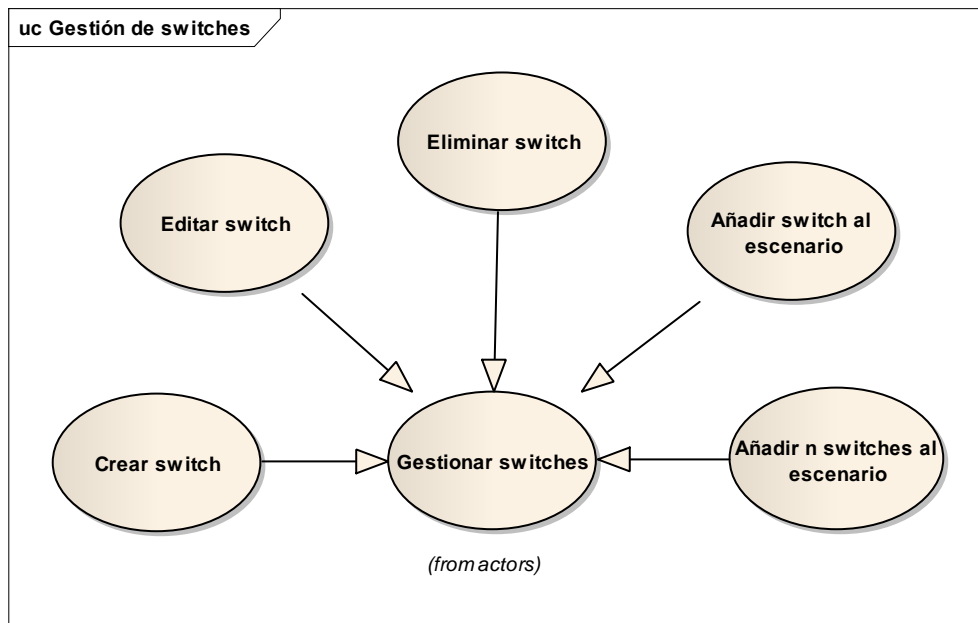 uc Gestión de switches
Eliminar switch
Editar switch
Añadir switch al
escenario
Crear switch
Gestionar switches
Añadir n switches al
escenario
(from actors)